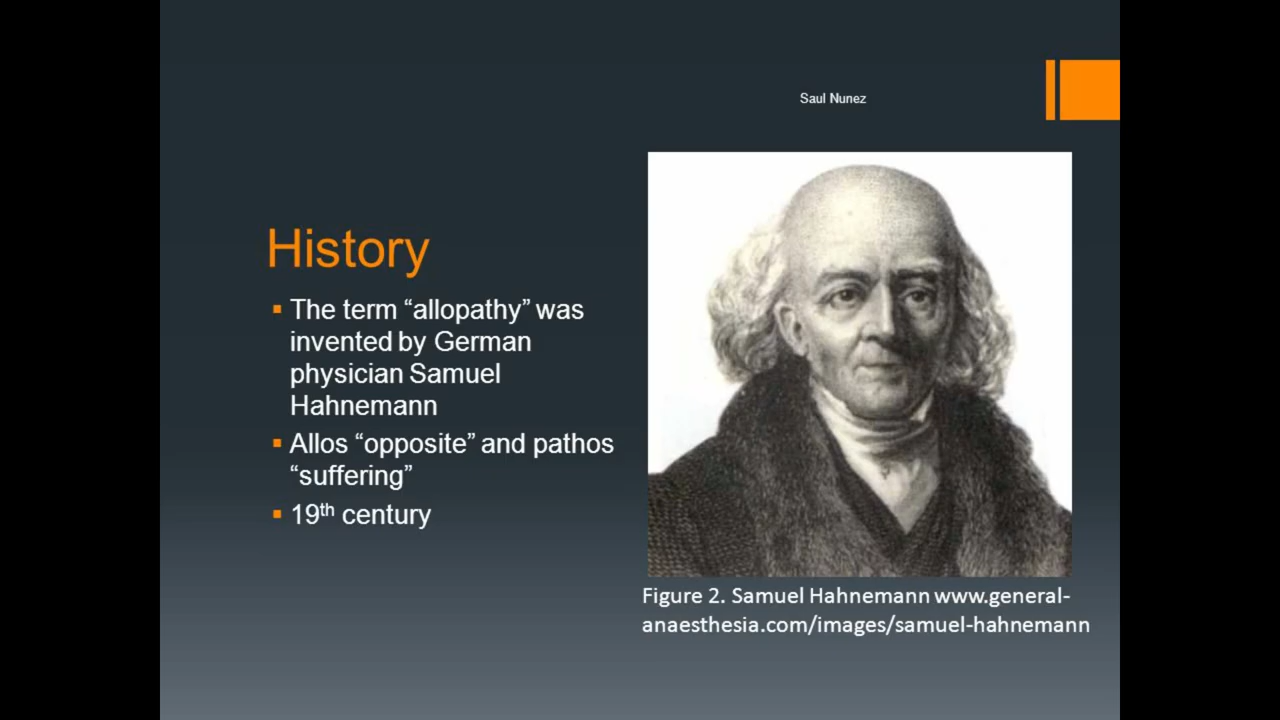 Saul Nunez
History
▪ The term “allopathy” was
invented by German
physician Samuel
Hahnemann
▪ Allos “opposite” and pathos
“suffering”
▪ 19th century
Figure 2. Samuel Hahnemann www.general-
anaesthesia.com/images/samuel-hahnemann